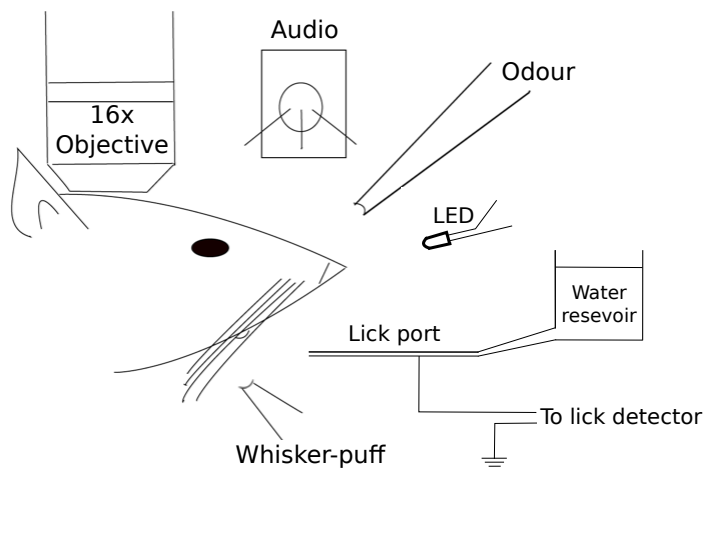 Audio
Odour
16x
Objective
LED
Water
resevoir
Lick port
To lick detector
Whisker-puff